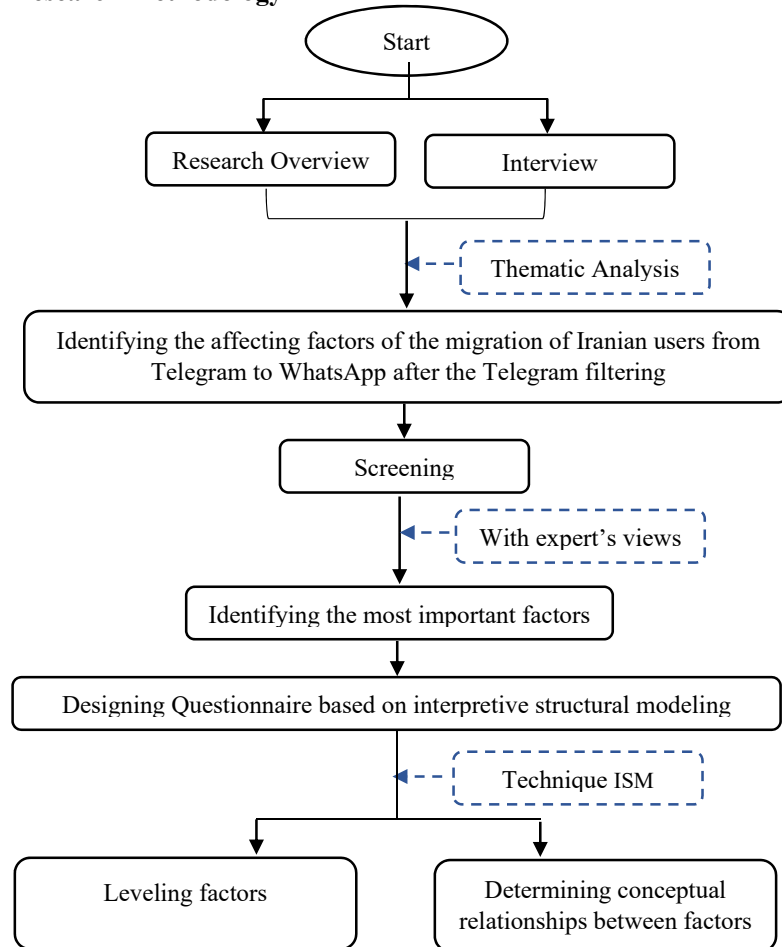 Start
Research Overview
Interview
Thematic Analysis
Identifying the affecting factors of the migration of Iranian users from
Telegram to WhatsApp after the Telegram filtering
Screening
With expert’s views
Identifying the most important factors
Designing Questionnaire based on interpretive structural modeling
Technique ISM
Leveling factors
Determining conceptual
relationships between factors